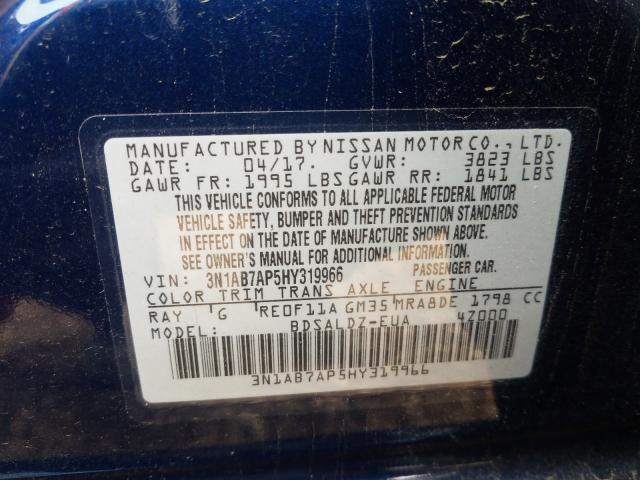 MANUFACTURED BY NISSAN MOTOR CO., LTD.
DATE: 04/17. GVWR: 3823 LBS
GAWR FR: 1995 LBS GAWR RR: 1841 LBS
THIS VEHICLE CONFORMS TO ALL APPLICABLE FEDERAL MOTOR
VEHICLE SAFETY, BUMPER AND THEFT PREVENTION STANDARDS
IN EFFECT ON THE DATE OF MANUFACTURE SHOWN ABOVE.
SEE OWNER'S MANUAL FOR ADDITIONAL INFORMATION.
VIN: 3N1AB7AP5HY319966 PASSENGER CAR.
COLOR TRIM TRANS AXLE ENGINE
RAY 'G RE0F11A GM35 MRA8DE 1798 CC
MODEL: BDSALDZ-EUA 4Z000
3N1AB7AP5HY319966